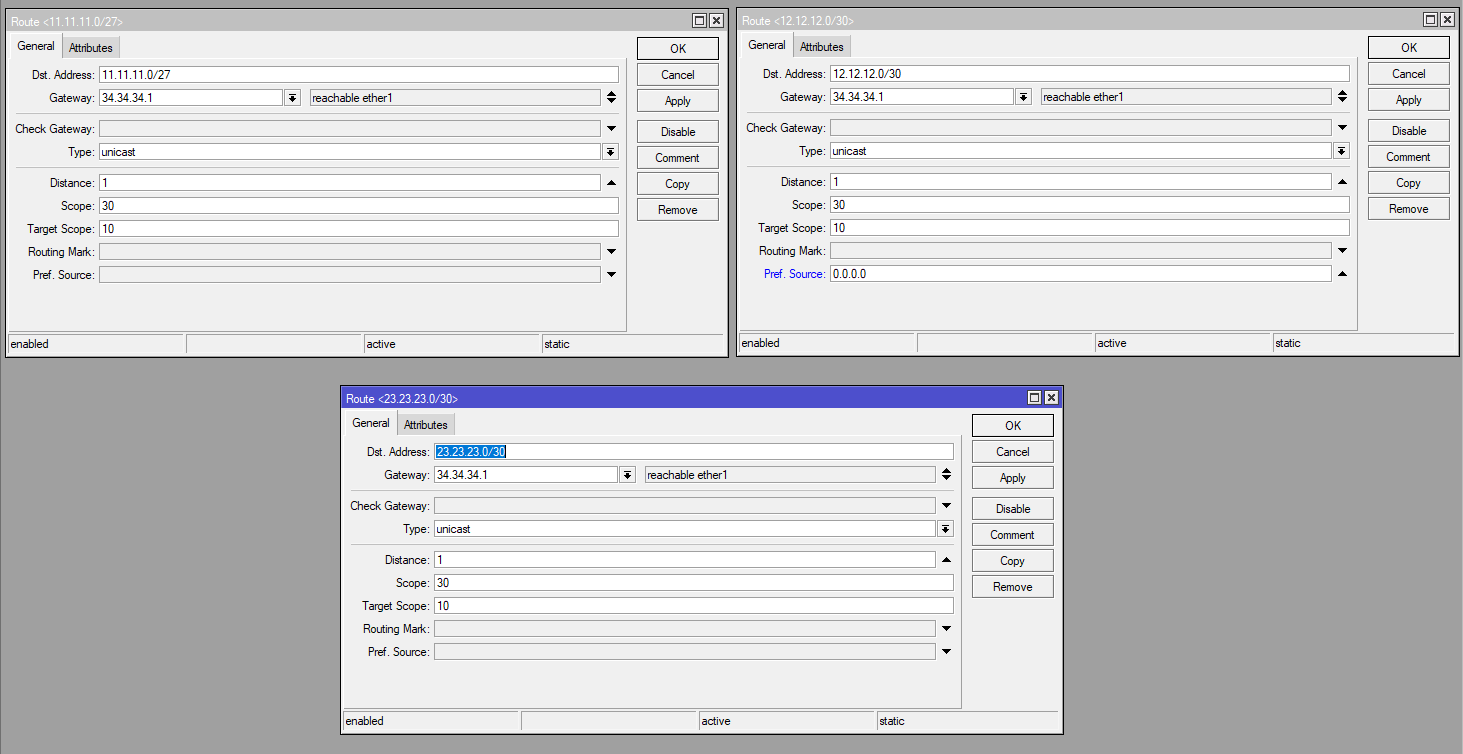 Route <11.11.11.0/27>
General Attributes
Dst. Address: 11.11.11.0/27
Gateway: 34.34.34.1 reachable ether1
Check Gateway:
Type: unicast
Distance: 1
Scope: 30
Target Scope: 10
Routing Mark:
Pref. Source:
OK
Cancel
Apply
Disable
Comment
Copy
Remove
enabled active static
Route <12.12.12.0/30>
General Attributes
Dst. Address: 12.12.12.0/30
Gateway: 34.34.34.1 reachable ether1
Check Gateway:
Type: unicast
Distance: 1
Scope: 30
Target Scope: 10
Routing Mark:
Pref. Source: 0.0.0.0
OK
Cancel
Apply
Disable
Comment
Copy
Remove
enabled active static
Route <23.23.23.0/30>
General Attributes
Dst. Address: 23.23.23.0/30
Gateway: 34.34.34.1 reachable ether1
Check Gateway:
Type: unicast
Distance: 1
Scope: 30
Target Scope: 10
Routing Mark:
Pref. Source:
OK
Cancel
Apply
Disable
Comment
Copy
Remove
enabled active static